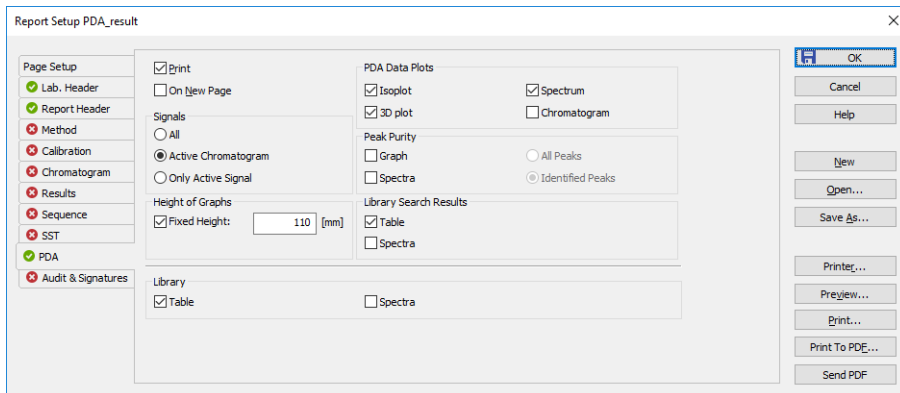 Report Setup PDA_result
Page Setup
Lab. Header
Report Header
Method
Calibration
Chromatogram
Results
Sequence
SST
PDA
Audit & Signatures
Print
On New Page
Signals
All
Active Chromatogram
Only Active Signal
Height of Graphs
Fixed Height: 110 [mm]
PDA Data Plots
Isoplot Spectrum
3D plot Chromatogram
Peak Purity
Graph All Peaks
Spectra Identified Peaks
Library Search Results
Table
Spectra
Library
Table Spectra
OK
Cancel
Help
New
Open...
Save As...
Printer...
Preview...
Print...
Print To PDF...
Send PDF